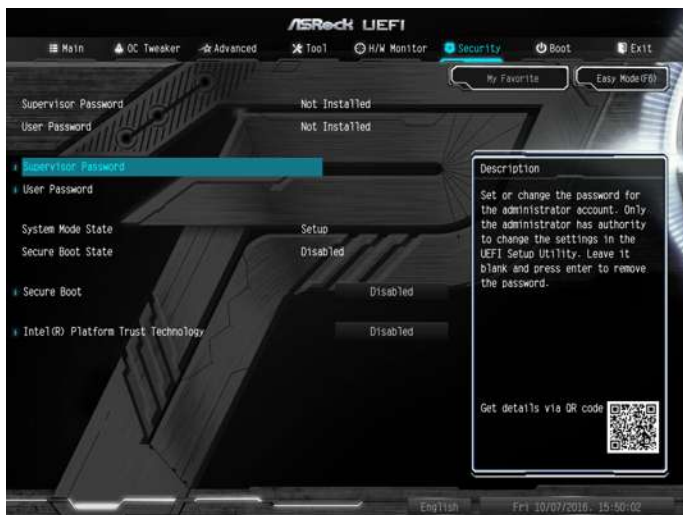 ASRock UEFI
Main OC Tweaker Advanced Tool H/W Monitor Security Boot Exit
My Favorite Easy Mode(F6)
Supervisor Password Not Installed
User Password Not Installed
Supervisor Password
User Password
System Mode State Setup
Secure Boot State Disabled
Secure Boot Disabled
Intel(R) Platform Trust Technology Disabled
Description
Set or change the password for
the administrator account. Only
the administrator has authority
to change the settings in the
UEFI Setup Utility. Leave it
blank and press enter to remove
the password.
Get details via QR code
English Fri 10/07/2016. 15:50:02